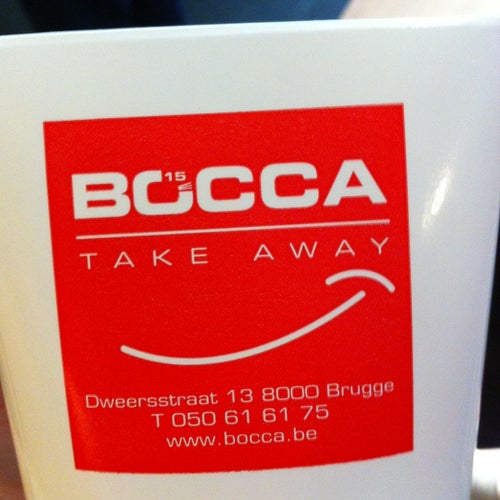 BOCCA
15
TAKE AWAY
Dweersstraat 13 8000 Brugge
T 050 61 61 75
www.bocca.be